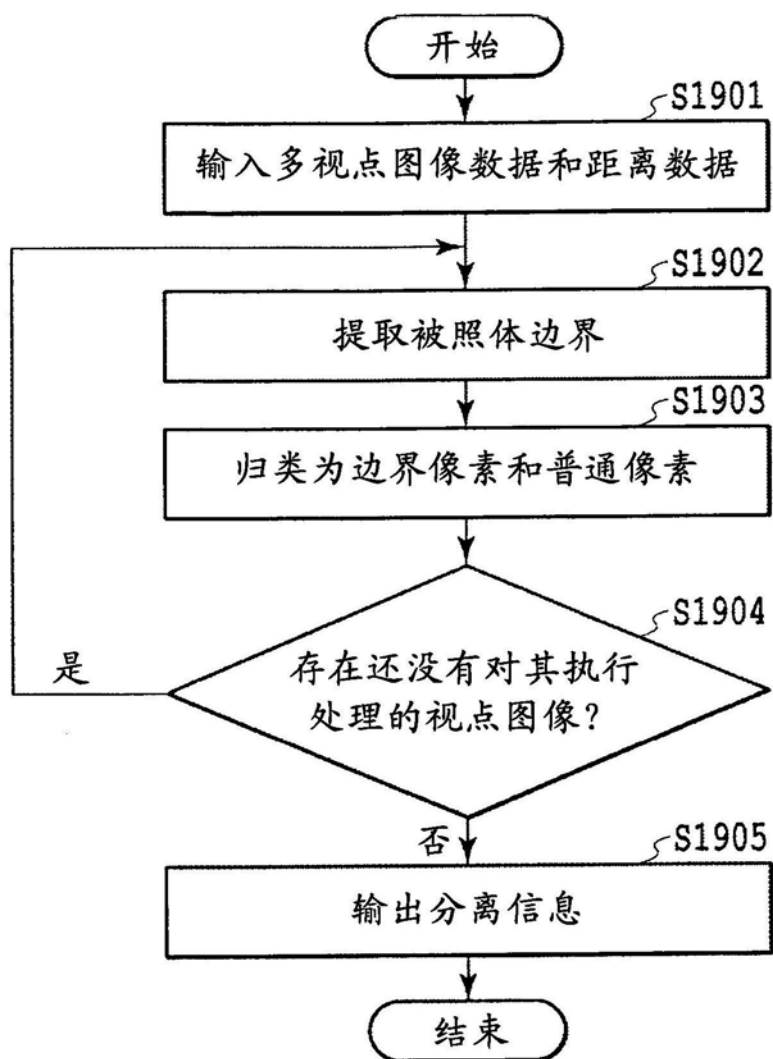 开始
S1901
输入多视点图像数据和距离数据
S1902
提取被照体边界
S1903
归类为边界像素和普通像素
S1904
存在还没有对其执行
处理的视点图像？
是
否
S1905
输出分离信息
结束